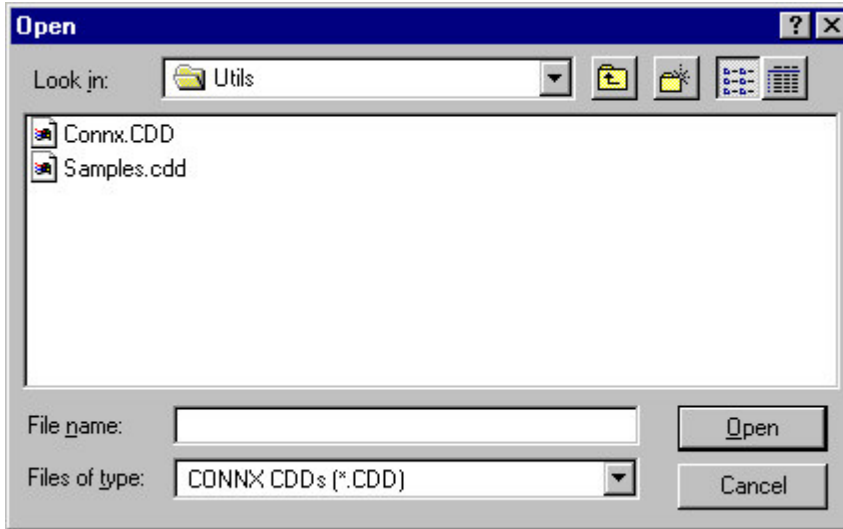 Open
Look in: Utils
Connx.CDD
Samples.cdd
File name: Open
Files of type: CONNX CDDs (*.CDD) Cancel